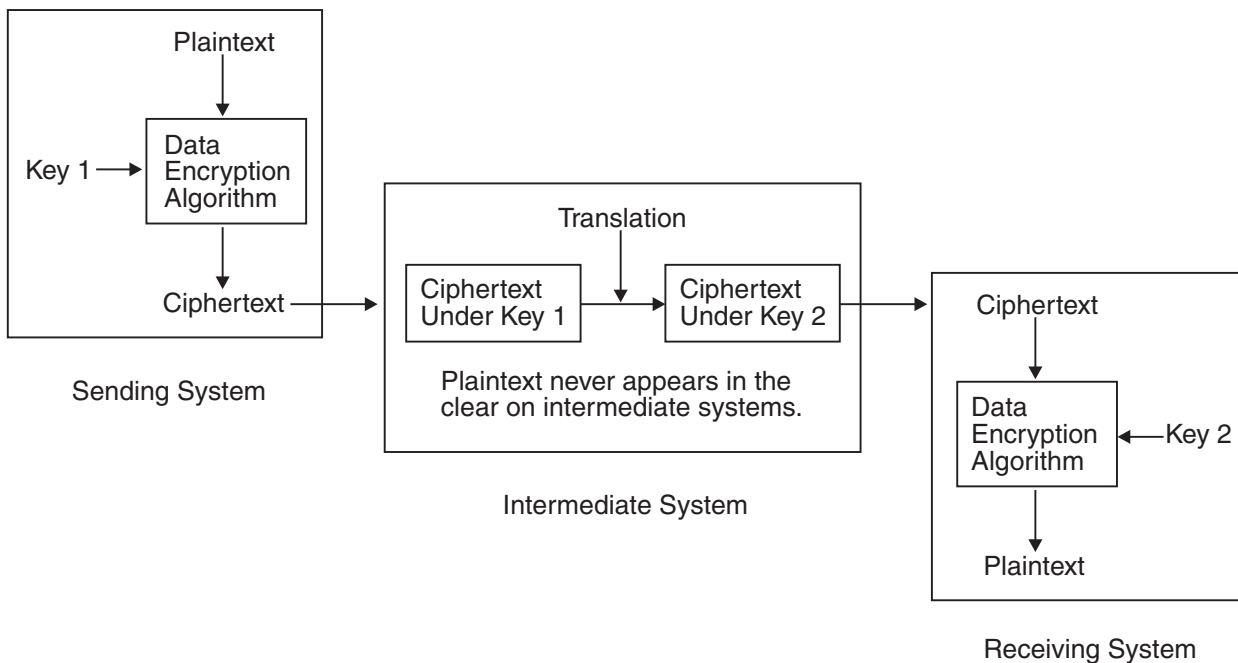 Plaintext
Key 1
Data
Encryption
Algorithm
Ciphertext
Sending System
Translation
Ciphertext
Under Key 1
Ciphertext
Under Key 2
Plaintext never appears in the
clear on intermediate systems.
Intermediate System
Ciphertext
Data
Encryption
Algorithm
Key 2
Plaintext
Receiving System